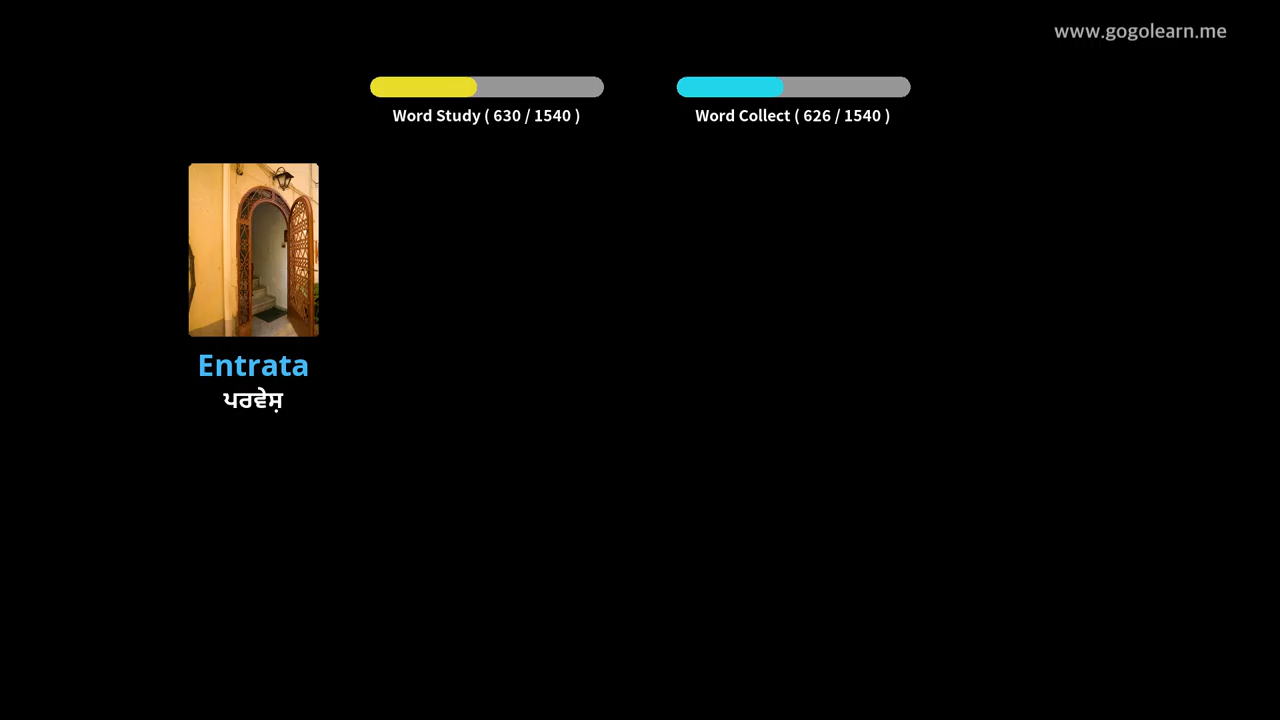 www.gogolearn.me
Word Study ( 630 / 1540 )
Word Collect ( 626 / 1540 )
Entrata
ਪਰਵੇਸ਼